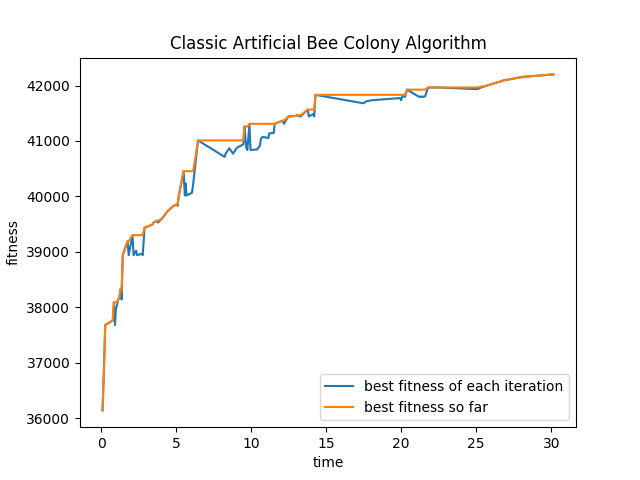 Classic Artificial Bee Colony Algorithm
42000
41000
40000
39000
38000
37000
36000
fitness
best fitness of each iteration
best fitness so far
0 5 10 15 20 25 30
time